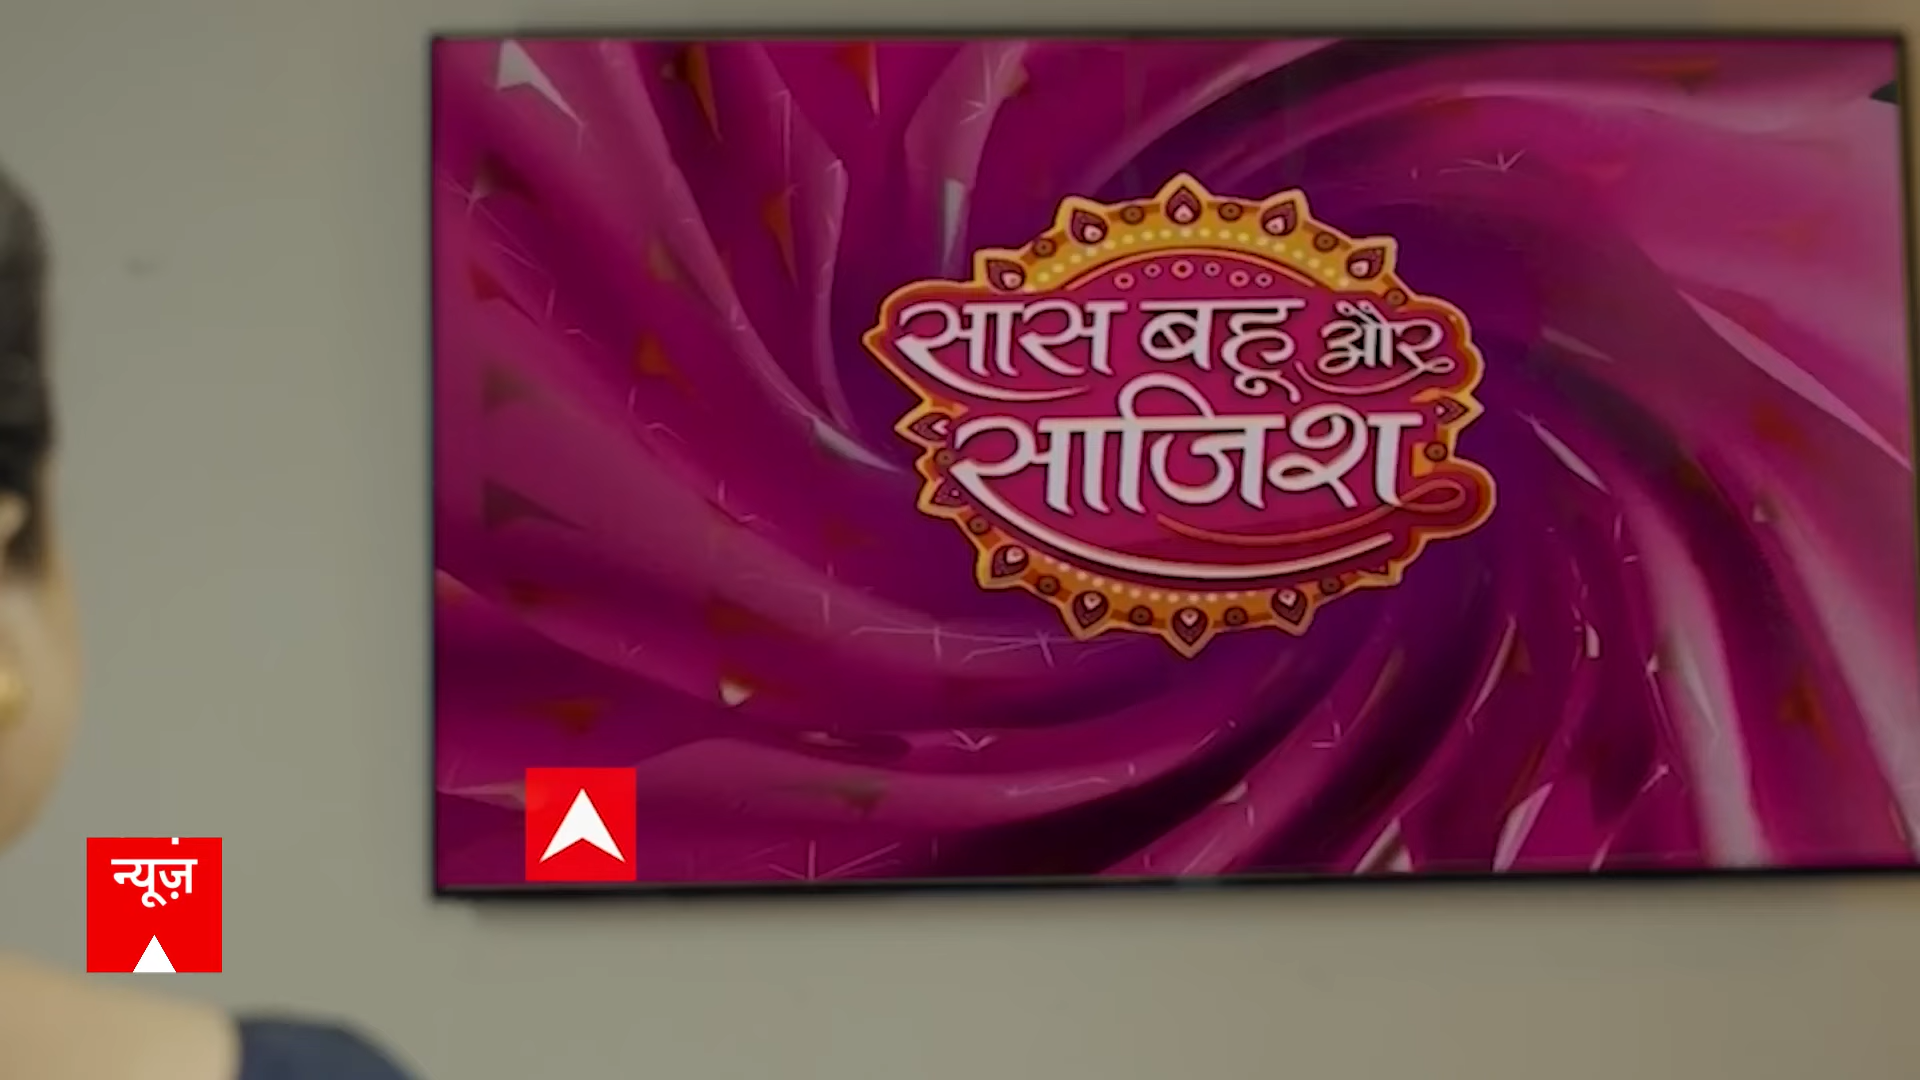 सास बहू और
साजिश
न्यूज़